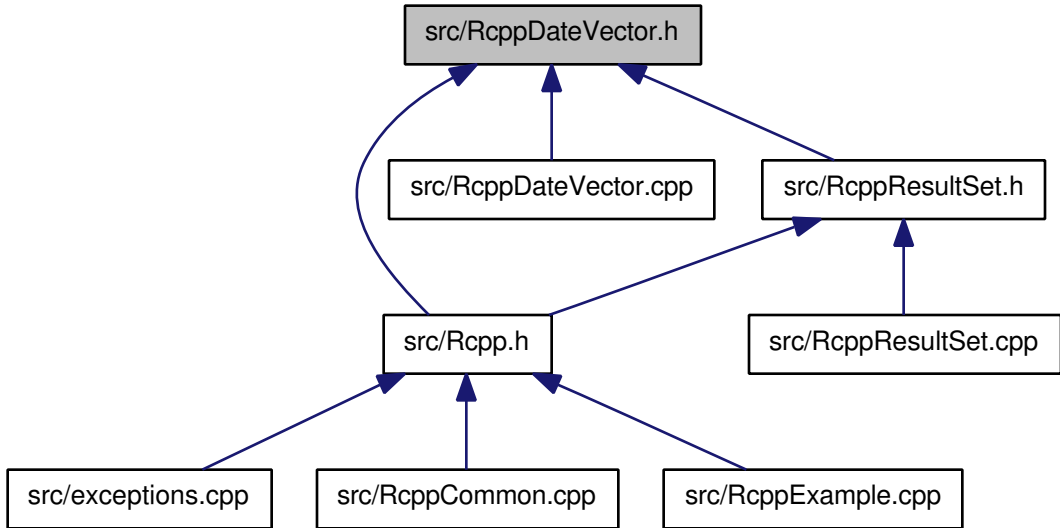 src/RcppDateVector.h
src/RcppDateVector.cpp
src/RcppResultSet.h
src/Rcpp.h
src/RcppResultSet.cpp
src/exceptions.cpp
src/RcppCommon.cpp
src/RcppExample.cpp